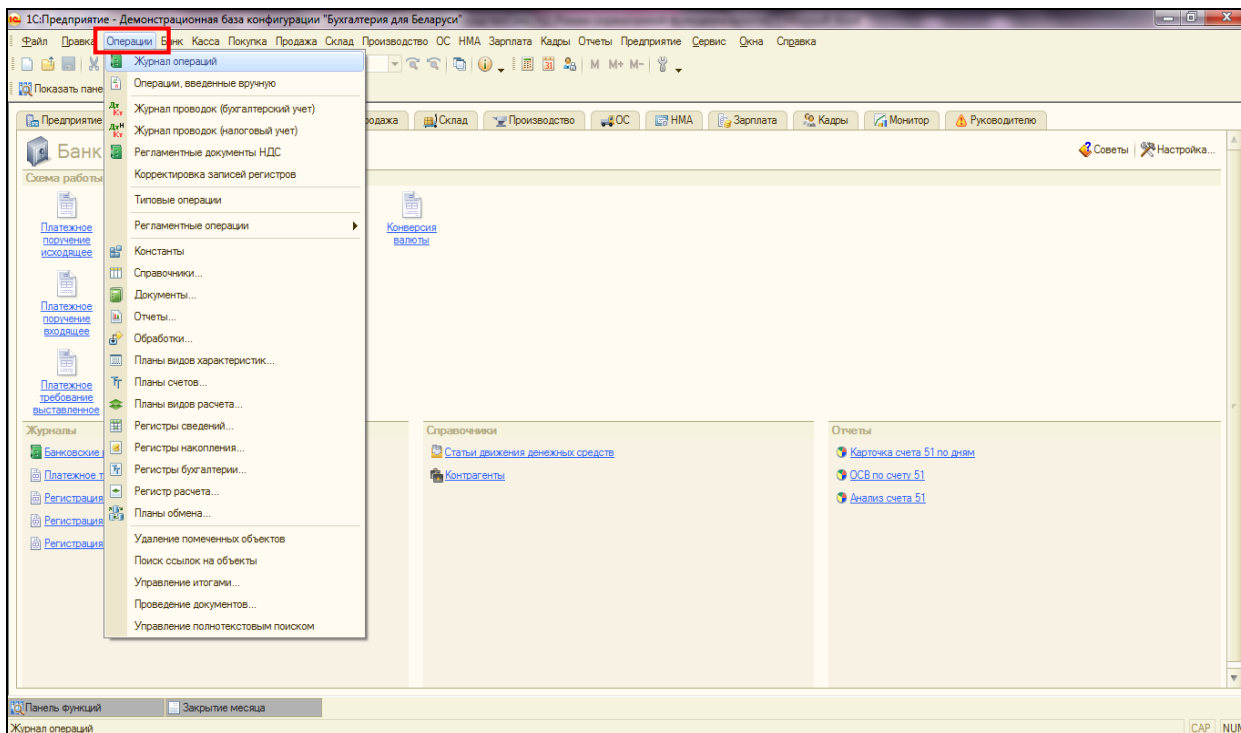 1С:Предприятие - Демонстрационная база конфигурации "Бухгалтерия для Беларуси"
Файл Правка Операции Банк Касса Покупка Продажа Склад Производство ОС НМА Зарплата Кадры Отчеты Предприятие Сервис Окна Справка
M M+ M-
Показать пане
Предприятие
одажа Склад Производство ОС НМА Зарплата Кадры Монитор Руководителю
Банк
Советы Настройка...
Схема работы
Журнал операций
Операции, введенные вручную
Журнал проводок (бухгалтерский учет)
Журнал проводок (налоговый учет)
Регламентные документы НДС
Корректировка записей регистров
Типовые операции
Регламентные операции
Константы
Справочники...
Документы...
Отчеты...
Обработки...
Планы видов характеристик...
Планы счетов...
Планы видов расчета...
Регистры сведений...
Регистры накопления...
Регистры бухгалтерии...
Регистр расчета...
Планы обмена...
Удаление помеченных объектов
Поиск ссылок на объекты
Управление итогами...
Проведение документов...
Управление полнотекстовым поиском
Платежное
поручение
исходящее
Конверсия
валюты
Платежное
поручение
входящее
Платежное
требование
выставленное
Журналы
Банковские
Платежное т
Регистрация
Регистрация
Регистрация
Справочники
Статьи движения денежных средств
Контрагенты
Отчеты
Карточка счета 51 по дням
ОСВ по счету 51
Анализ счета 51
Панель функций Закрытие месяца
Журнал операций
CAP NUM